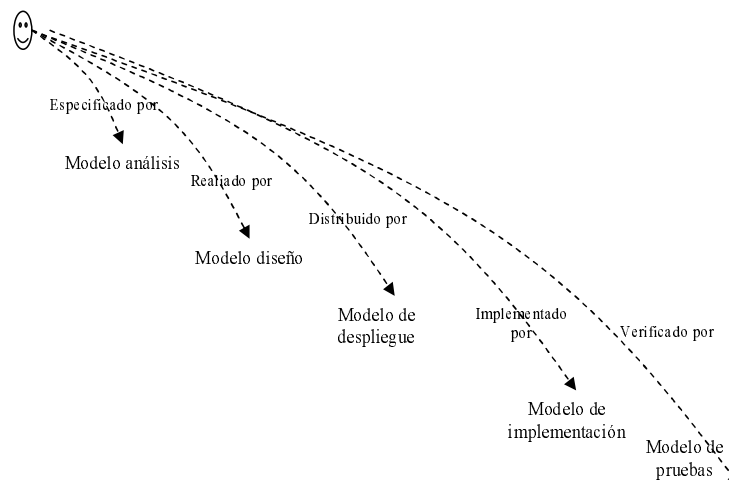 Especificado por
Modelo análisis
Realiado por
Modelo diseño
Distribuido por
Modelo de
despliegue
Implementado
por
Modelo de
implementación
Verificado por
Modelo de
pruebas